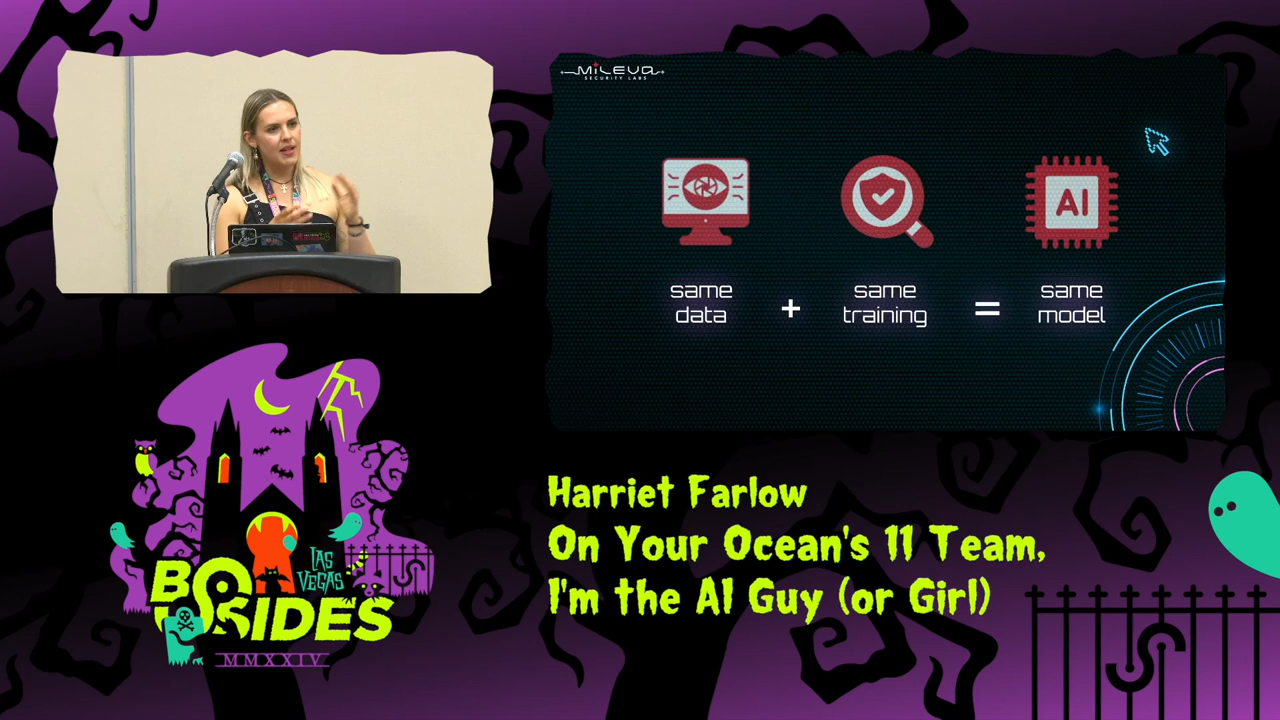 MiLEVA
SECURITY LABS
AI
same
data
+
same
training
=
same
model
Harriet Farlow
On Your Ocean's 11 Team,
I'm the AI Guy (or Girl)
LAS
VEGAS
BSIDES
MMXXIV